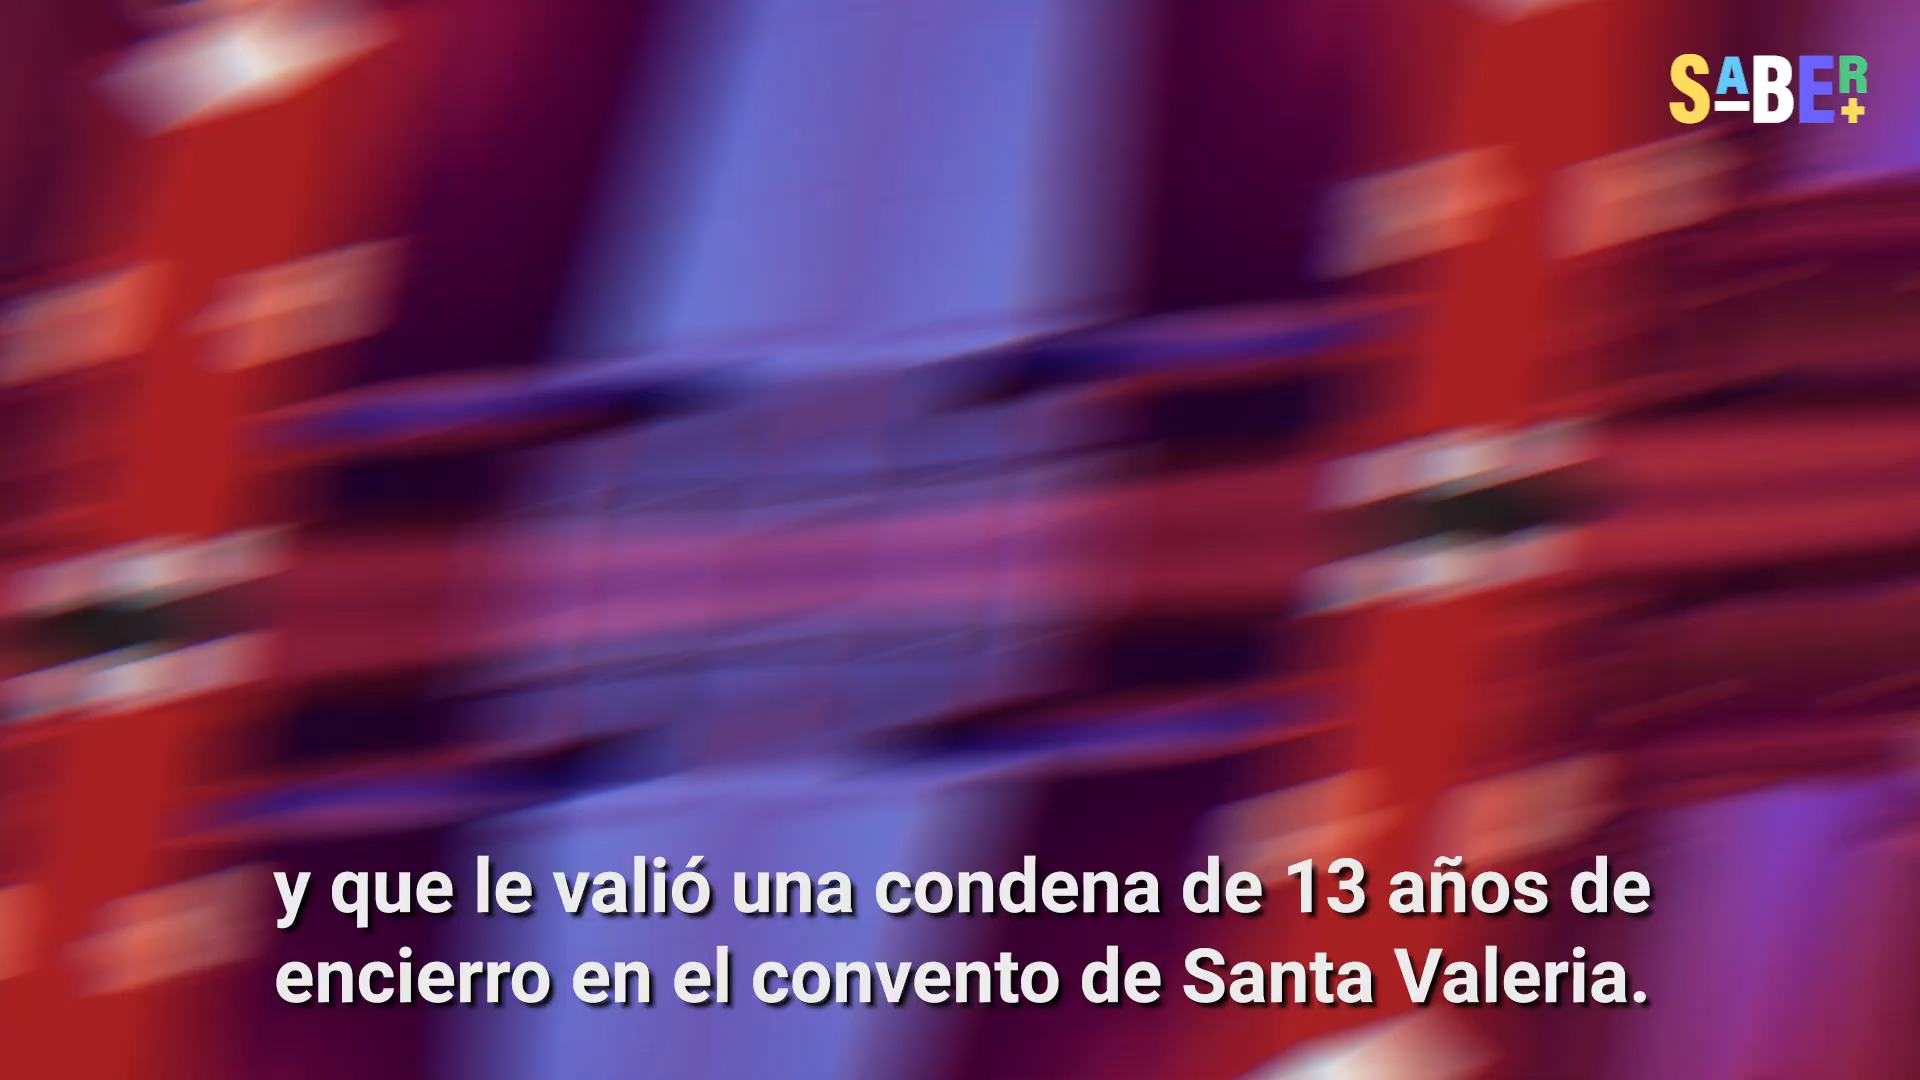 SABER+
y que le valió una condena de 13 años de
encierro en el convento de Santa Valeria.